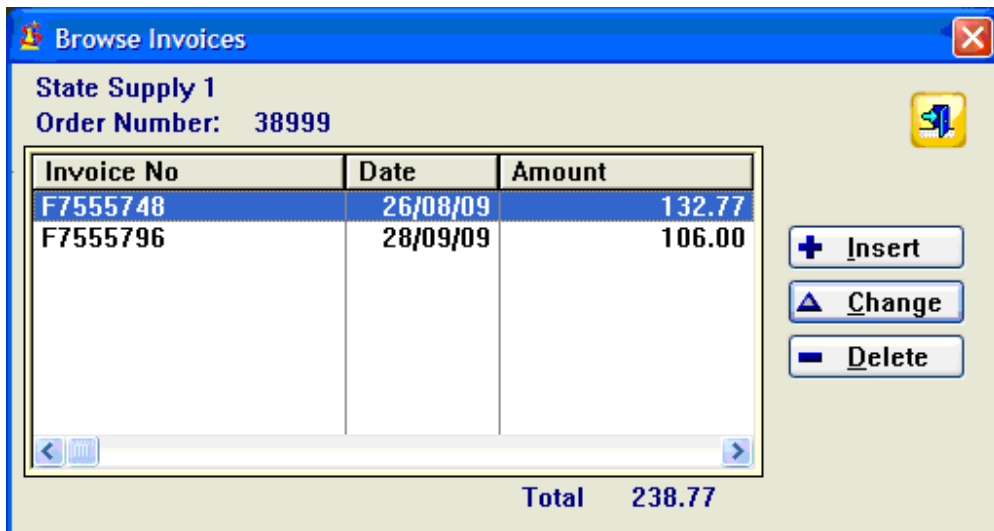 Browse Invoices
State Supply 1
Order Number: 38999
Invoice No Date Amount
F7555748 26/08/09 132.77
F7555796 28/09/09 106.00
Insert
Change
Delete
Total 238.77